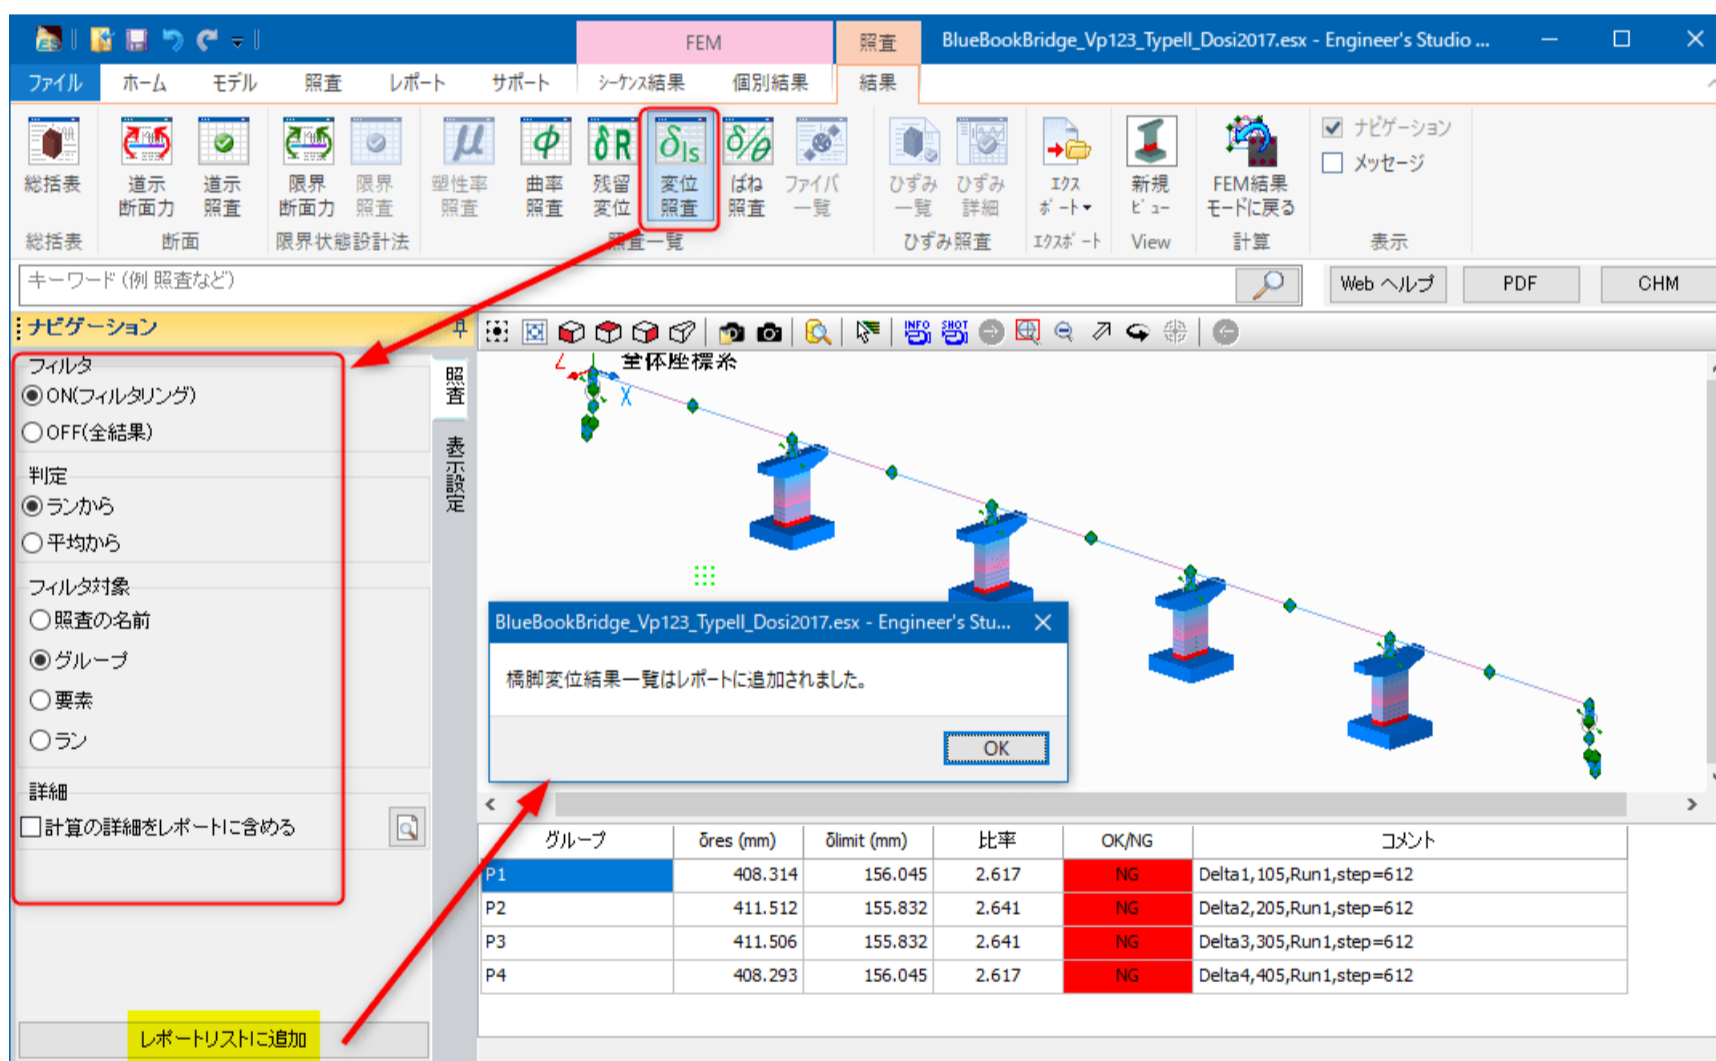 FEM
照査
BlueBookBridge_Vp123_TypeII_Dosi2017.esx - Engineer's Studio ...
ファイル
ホーム
モデル
照査
レポート
サポート
シーケンス結果
個別結果
結果
総括表
道示
断面力
道示
照査
限界
断面力
限界
照査
塑性率
照査
曲率
照査
残留
変位
変位
照査
ばね
照査
ファイバ
一覧
ひずみ
一覧
ひずみ
詳細
エクス
ポート
新規
ビュー
FEM結果
モードに戻る
ナビゲーション
メッセージ
総括表
断面
限界状態設計法
照査一覧
ひずみ照査
エクスポート
View
計算
表示
キーワード (例 照査など)
Web ヘルプ
PDF
CHM
ナビゲーション
フィルタ
ON(フィルタリング)
OFF(全結果)
判定
ランから
平均から
フィルタ対象
照査の名前
グループ
要素
ラン
詳細
計算の詳細をレポートに含める
レポートリストに追加
照査
表示設定
INFO
SHOT
全体座標系
Z
X
BlueBookBridge_Vp123_TypeII_Dosi2017.esx - Engineer's Stu...
橋脚変位結果一覧はレポートに追加されました。
OK
グループ δres (mm) δlimit (mm) 比率 OK/NG コメント
P1 408.314 156.045 2.617 NG Delta1,105,Run1,step=612
P2 411.512 155.832 2.641 NG Delta2,205,Run1,step=612
P3 411.506 155.832 2.641 NG Delta3,305,Run1,step=612
P4 408.293 156.045 2.617 NG Delta4,405,Run1,step=612